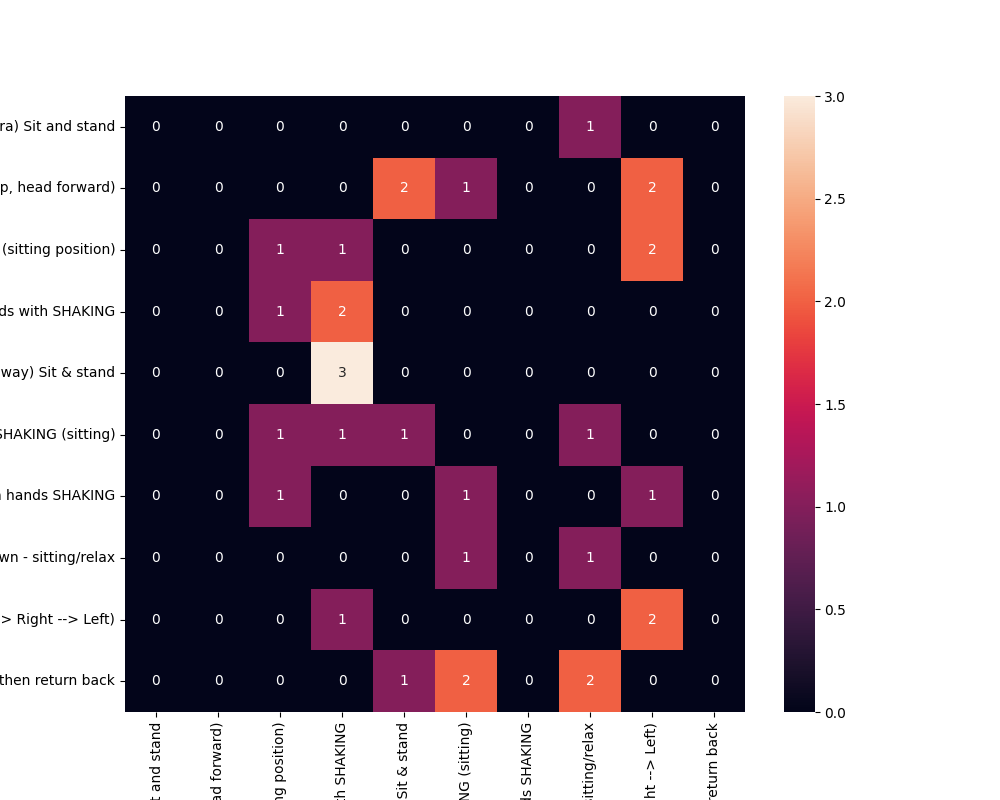 ra) Sit and stand 0 0 0 0 0 0 0 1 0 0
p, head forward) 0 0 0 0 2 1 0 0 2 0
(sitting position) 0 0 1 1 0 0 0 0 2 0
ds with SHAKING 0 0 1 2 0 0 0 0 0 0
way) Sit & stand 0 0 0 3 0 0 0 0 0 0
SHAKING (sitting) 0 0 1 1 1 0 0 1 0 0
hands SHAKING 0 0 1 0 0 1 0 0 1 0
wn - sitting/relax 0 0 0 0 0 1 0 1 0 0
> Right --> Left) 0 0 0 1 0 0 0 0 2 0
then return back 0 0 0 0 1 2 0 2 0 0
t and stand
ad forward)
ng position)
th SHAKING
Sit & stand
NG (sitting)
ds SHAKING
sitting/relax
ht --> Left)
return back
3.0
2.5
2.0
1.5
1.0
0.5
0.0